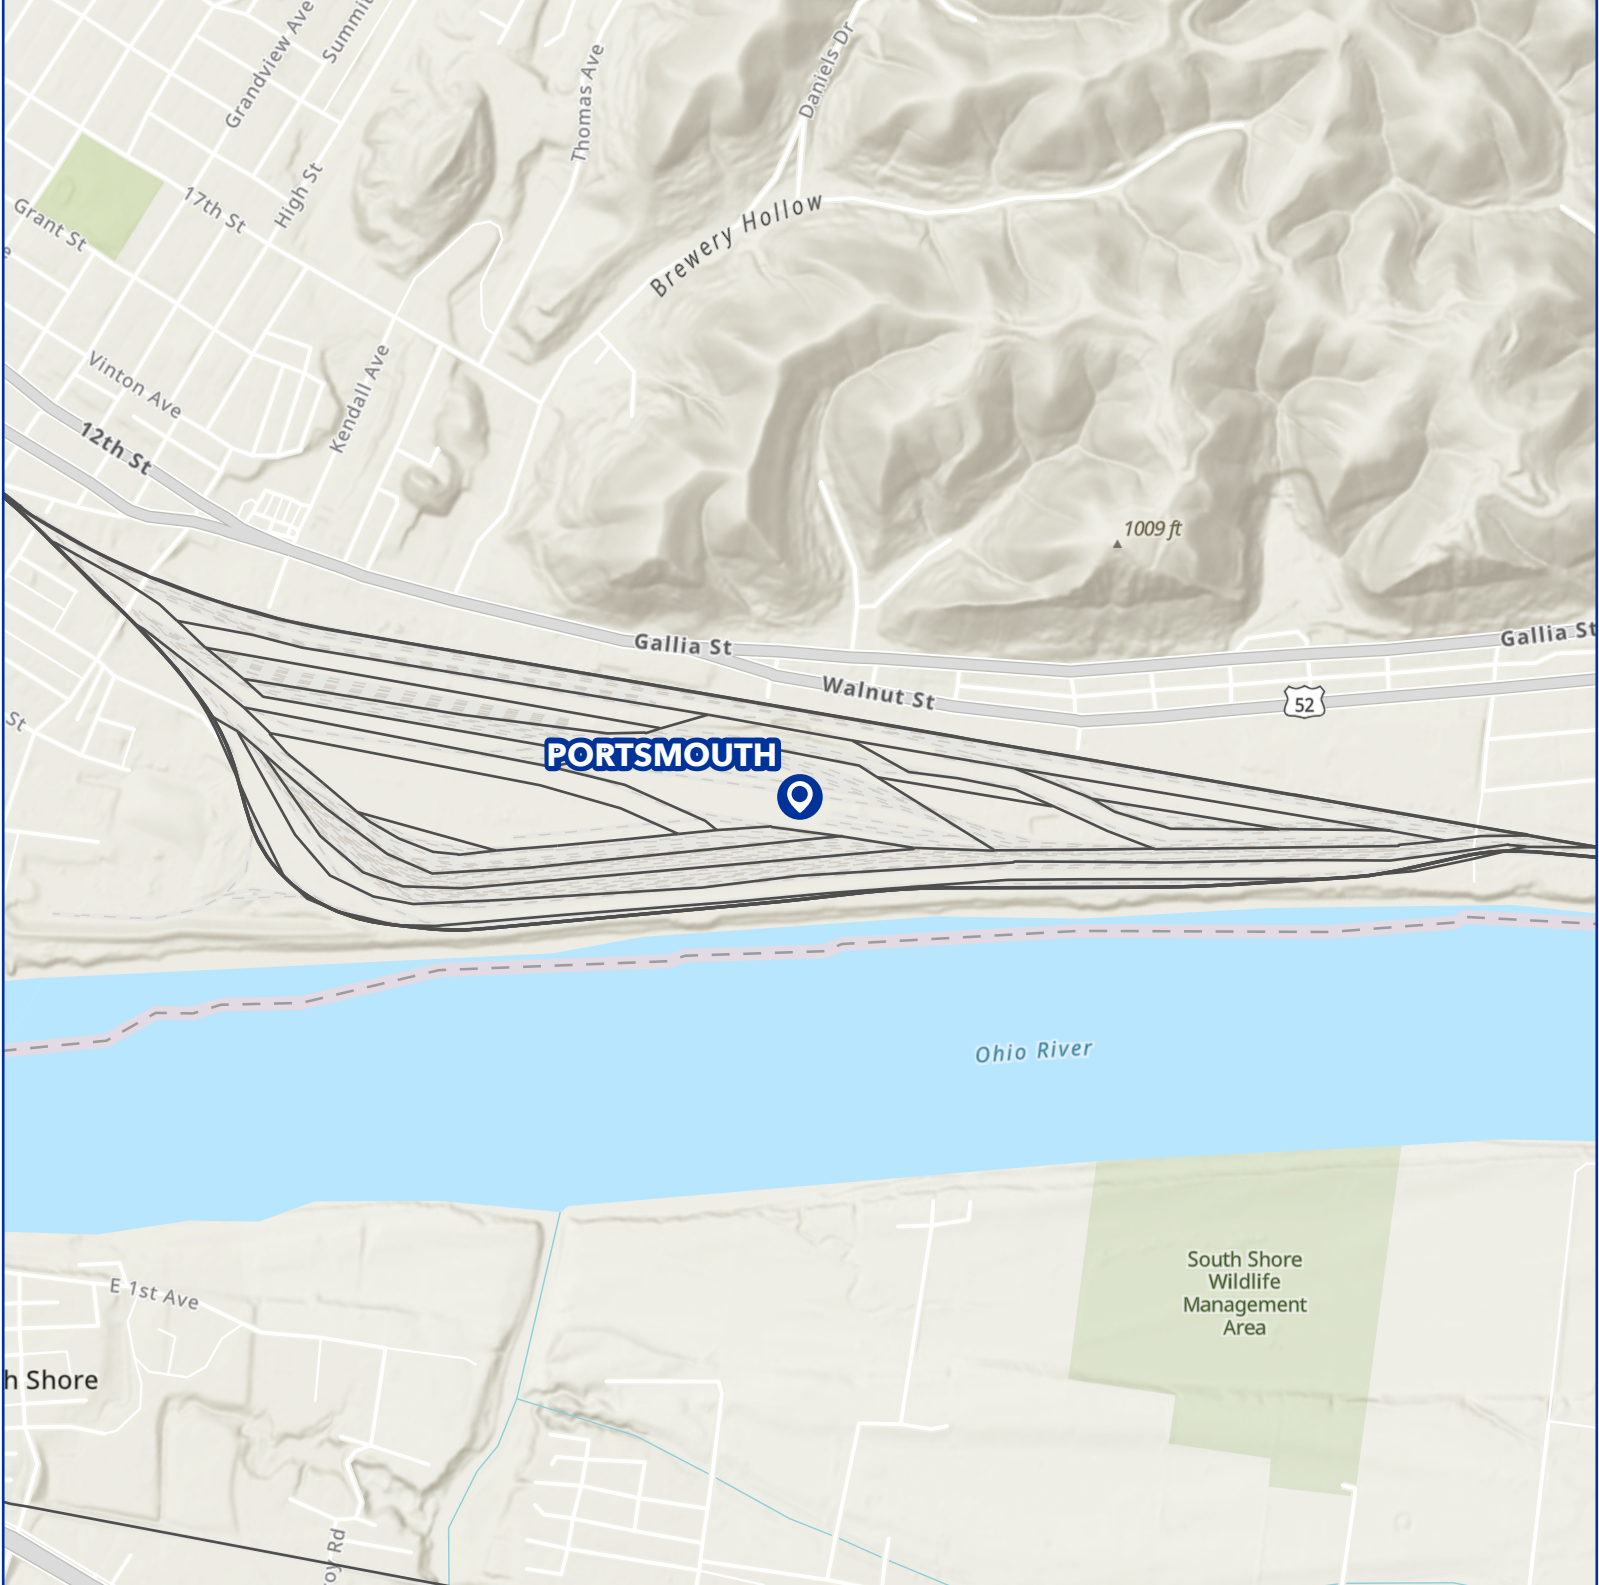 Grandview Ave
Summit
Thomas Ave
Daniels Dr
High St
17th St
Grant St
Brewery Hollow
Vinton Ave
Kendall Ave
12th St
1009 ft
Gallia St
Gallia St
Walnut St
52
St
PORTSMOUTH
Ohio River
South Shore
Wildlife
Management
Area
E 1st Ave
h Shore
oy Rd